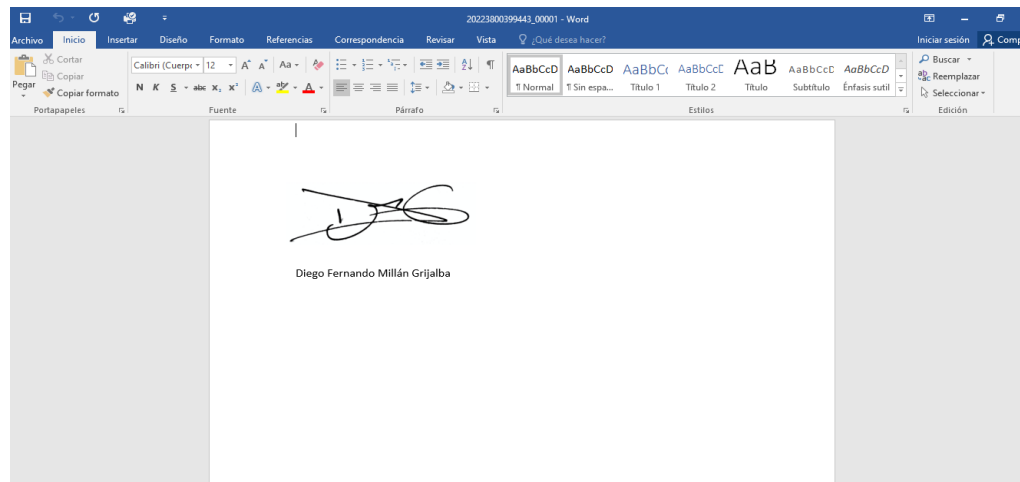 20223800399443_00001 - Word
Archivo Inicio Insertar Diseño Formato Referencias Correspondencia Revisar Vista ¿Qué desea hacer? Iniciar sesión Comp
Pegar
Cortar
Copiar
Copiar formato
Portapapeles
Calibri (Cuerpo 12 A A Aa
N K S abc x₂ x² A ab A
Fuente
Párrafo
AaBbCcD AaBbCcD AaBbCc AaBbCcD AaB AaBbCcD AaBbCcD
¶ Normal ¶ Sin espa... Título 1 Título 2 Título Subtítulo Énfasis sutil
Estilos
Buscar
Reemplazar
Seleccionar
Edición
Diego Fernando Millán Grijalba